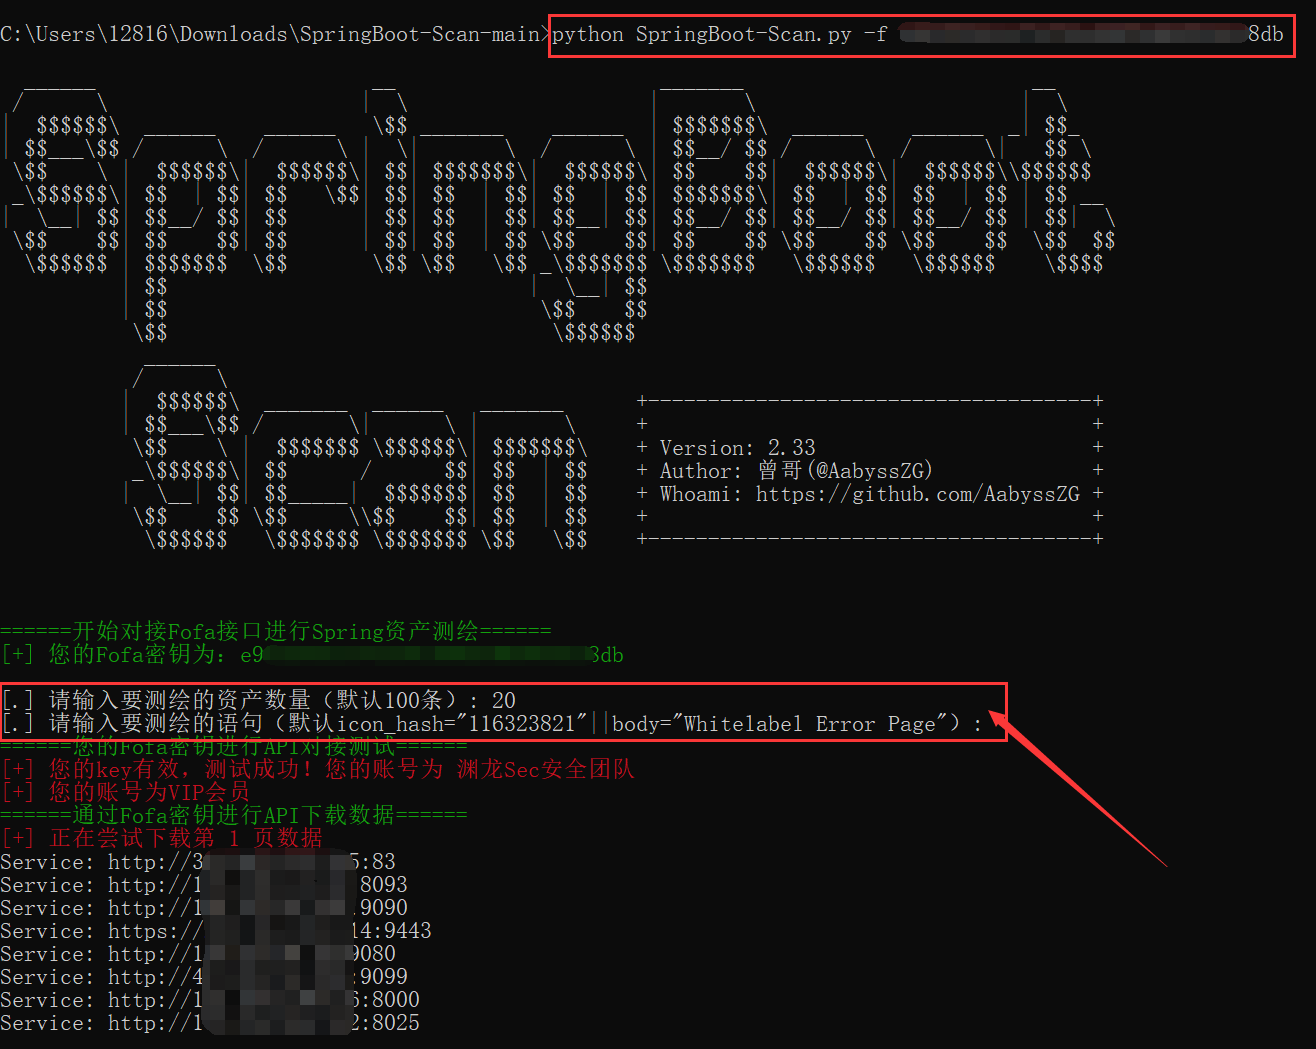 C:\Users\12816\Downloads\SpringBoot-Scan-main>python SpringBoot-Scan.py -f 8db
SpringBoot
Scan
+-------------------------------------+
+ +
+ Version: 2.33 +
+ Author: 曾哥(@AabyssZG) +
+ Whoami: https://github.com/AabyssZG +
+ +
+-------------------------------------+
======开始对接Fofa接口进行Spring资产测绘======
[+] 您的Fofa密钥为: e9 8db
[.] 请输入要测绘的资产数量（默认100条）: 20
[.] 请输入要测绘的语句（默认icon_hash="116323821"||body="Whitelabel Error Page"）:
======您的Fofa密钥进行API对接测试======
[+] 您的key有效，测试成功！您的账号为 渊龙Sec安全团队
[+] 您的账号为VIP会员
======通过Fofa密钥进行API下载数据======
[+] 正在尝试下载第 1 页数据
Service: http://3 5:83
Service: http://1 :8093
Service: http://1 :9090
Service: https:// 14:9443
Service: http://1 9080
Service: http://4 :9099
Service: http://1 6:8000
Service: http://1 2:8025